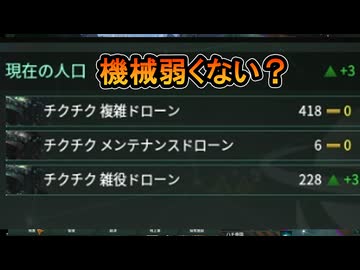 現在の人口 機械弱くない? +3
チクチク 複雑ドローン 418 0
チクチク メンテナンスドローン 6 0
チクチク 雑役ドローン 228 +3